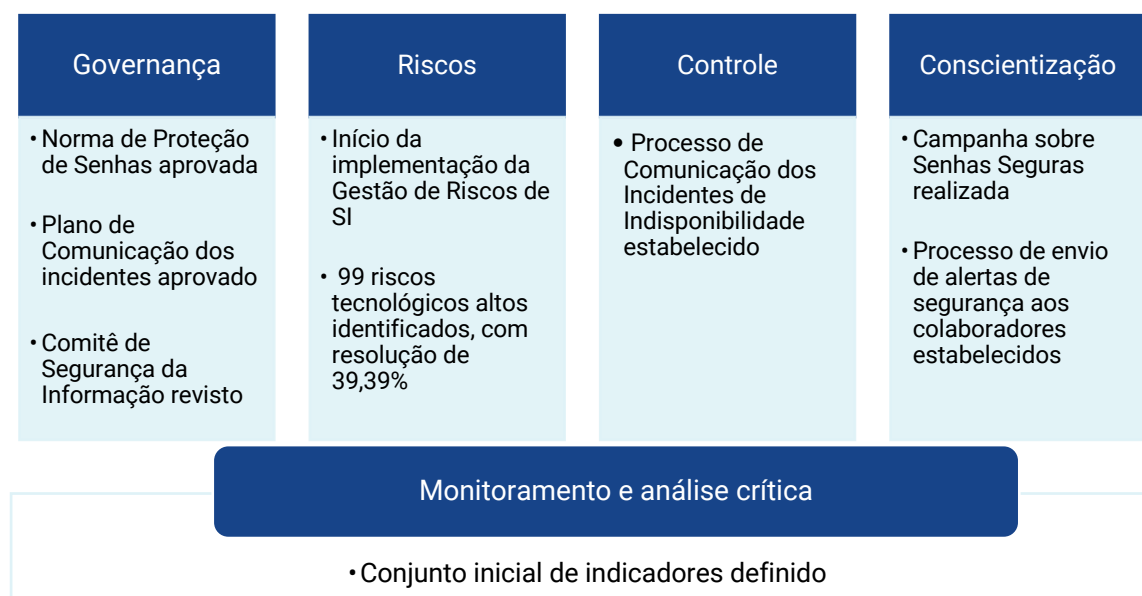 Governança
• Norma de Proteção
de Senhas aprovada
• Plano de
Comunicação dos
incidentes aprovado
• Comitê de
Segurança da
Informação revisto
Riscos
• Início da
implementação da
Gestão de Riscos de
SI
• 99 riscos
tecnológicos altos
identificados, com
resolução de
39,39%
Controle
• Processo de
Comunicação dos
Incidentes de
Indisponibilidade
estabelecido
Conscientização
• Campanha sobre
Senhas Seguras
realizada
• Processo de envio
de alertas de
segurança aos
colaboradores
estabelecidos
Monitoramento e análise crítica
• Conjunto inicial de indicadores definido